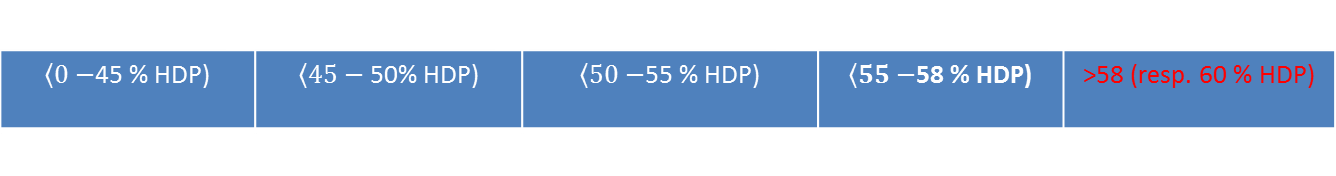 ⟨0 −45 % HDP) ⟨45 − 50% HDP) ⟨50 −55 % HDP) ⟨55 −58 % HDP) >58 (resp. 60 % HDP)